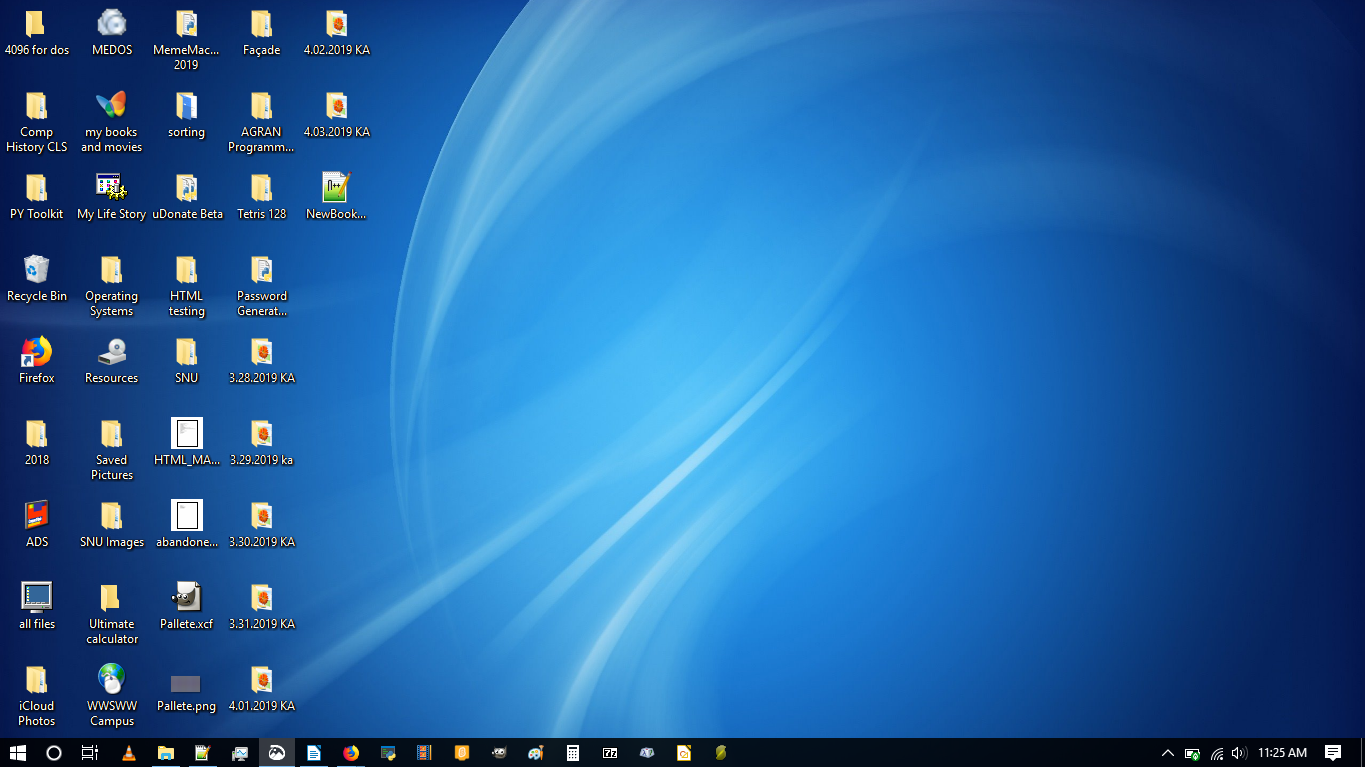 4096 for dos
MEDOS
MemeMac...
2019
Façade
4.02.2019 KA
Comp
History CLS
my books
and movies
sorting
AGRAN
Programm...
4.03.2019 KA
PY Toolkit
My Life Story
uDonate Beta
Tetris 128
NewBook...
Recycle Bin
Operating
Systems
HTML
testing
Password
Generat...
Firefox
Resources
SNU
3.28.2019 KA
2018
Saved
Pictures
HTML_MA...
3.29.2019 ka
ADS
SNU Images
abandone...
3.30.2019 KA
all files
Ultimate
calculator
Pallete.xcf
3.31.2019 KA
iCloud
Photos
WWSWW
Campus
Pallete.png
4.01.2019 KA
11:25 AM